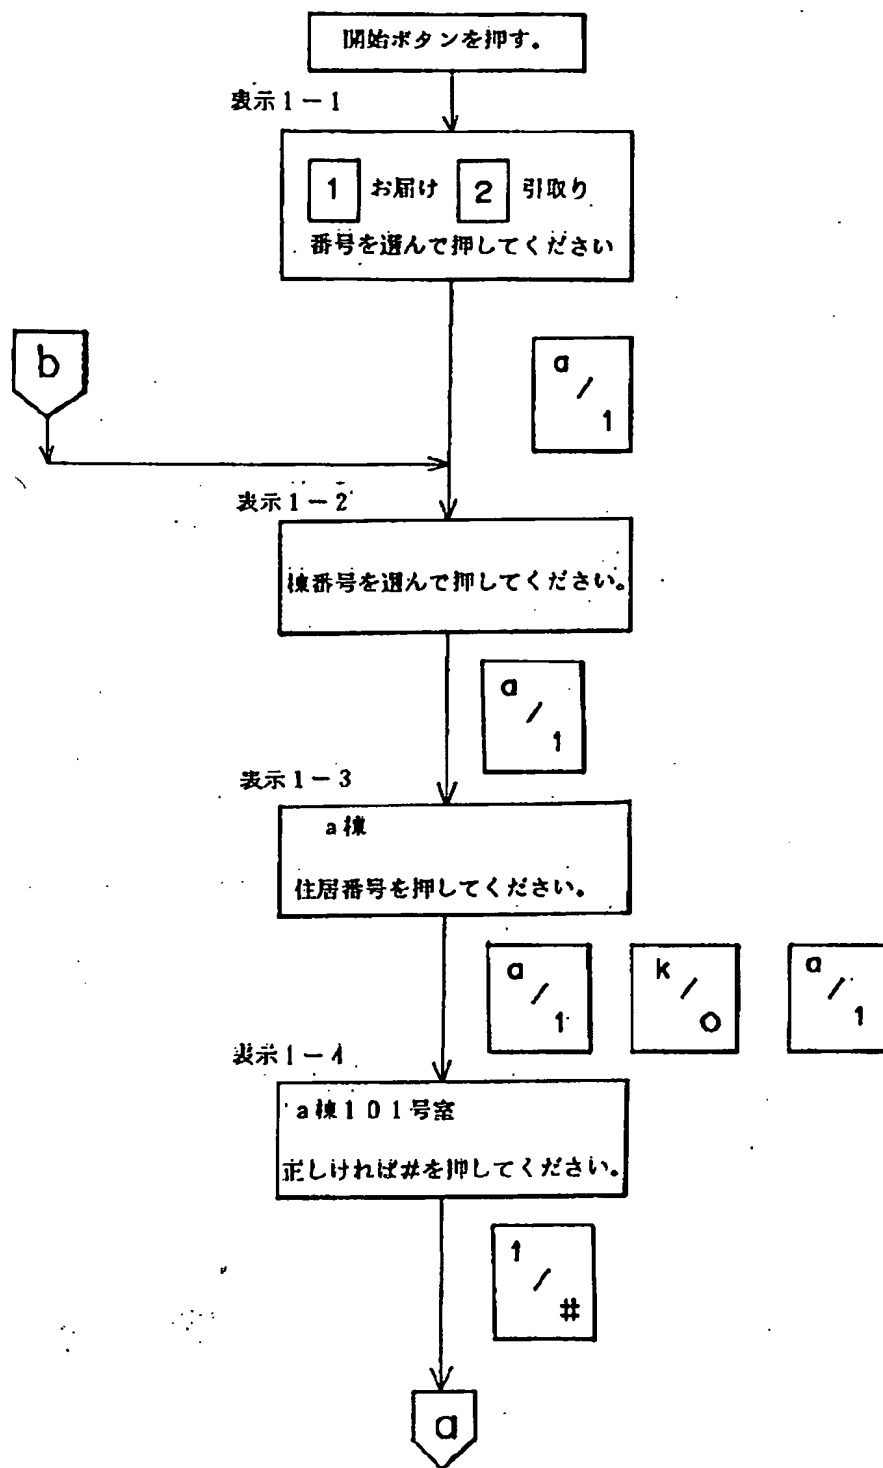 開始ボタンを押す。
表示1-1
1 お届け 2 引取り
番号を選んで押してください
b
a/1
表示1-2
棟番号を選んで押してください。
a/1
表示1-3
a棟
住居番号を押してください。
a/1 k/0 a/1
表示1-4
a棟101号室
正しければ#を押してください。
1/#
a